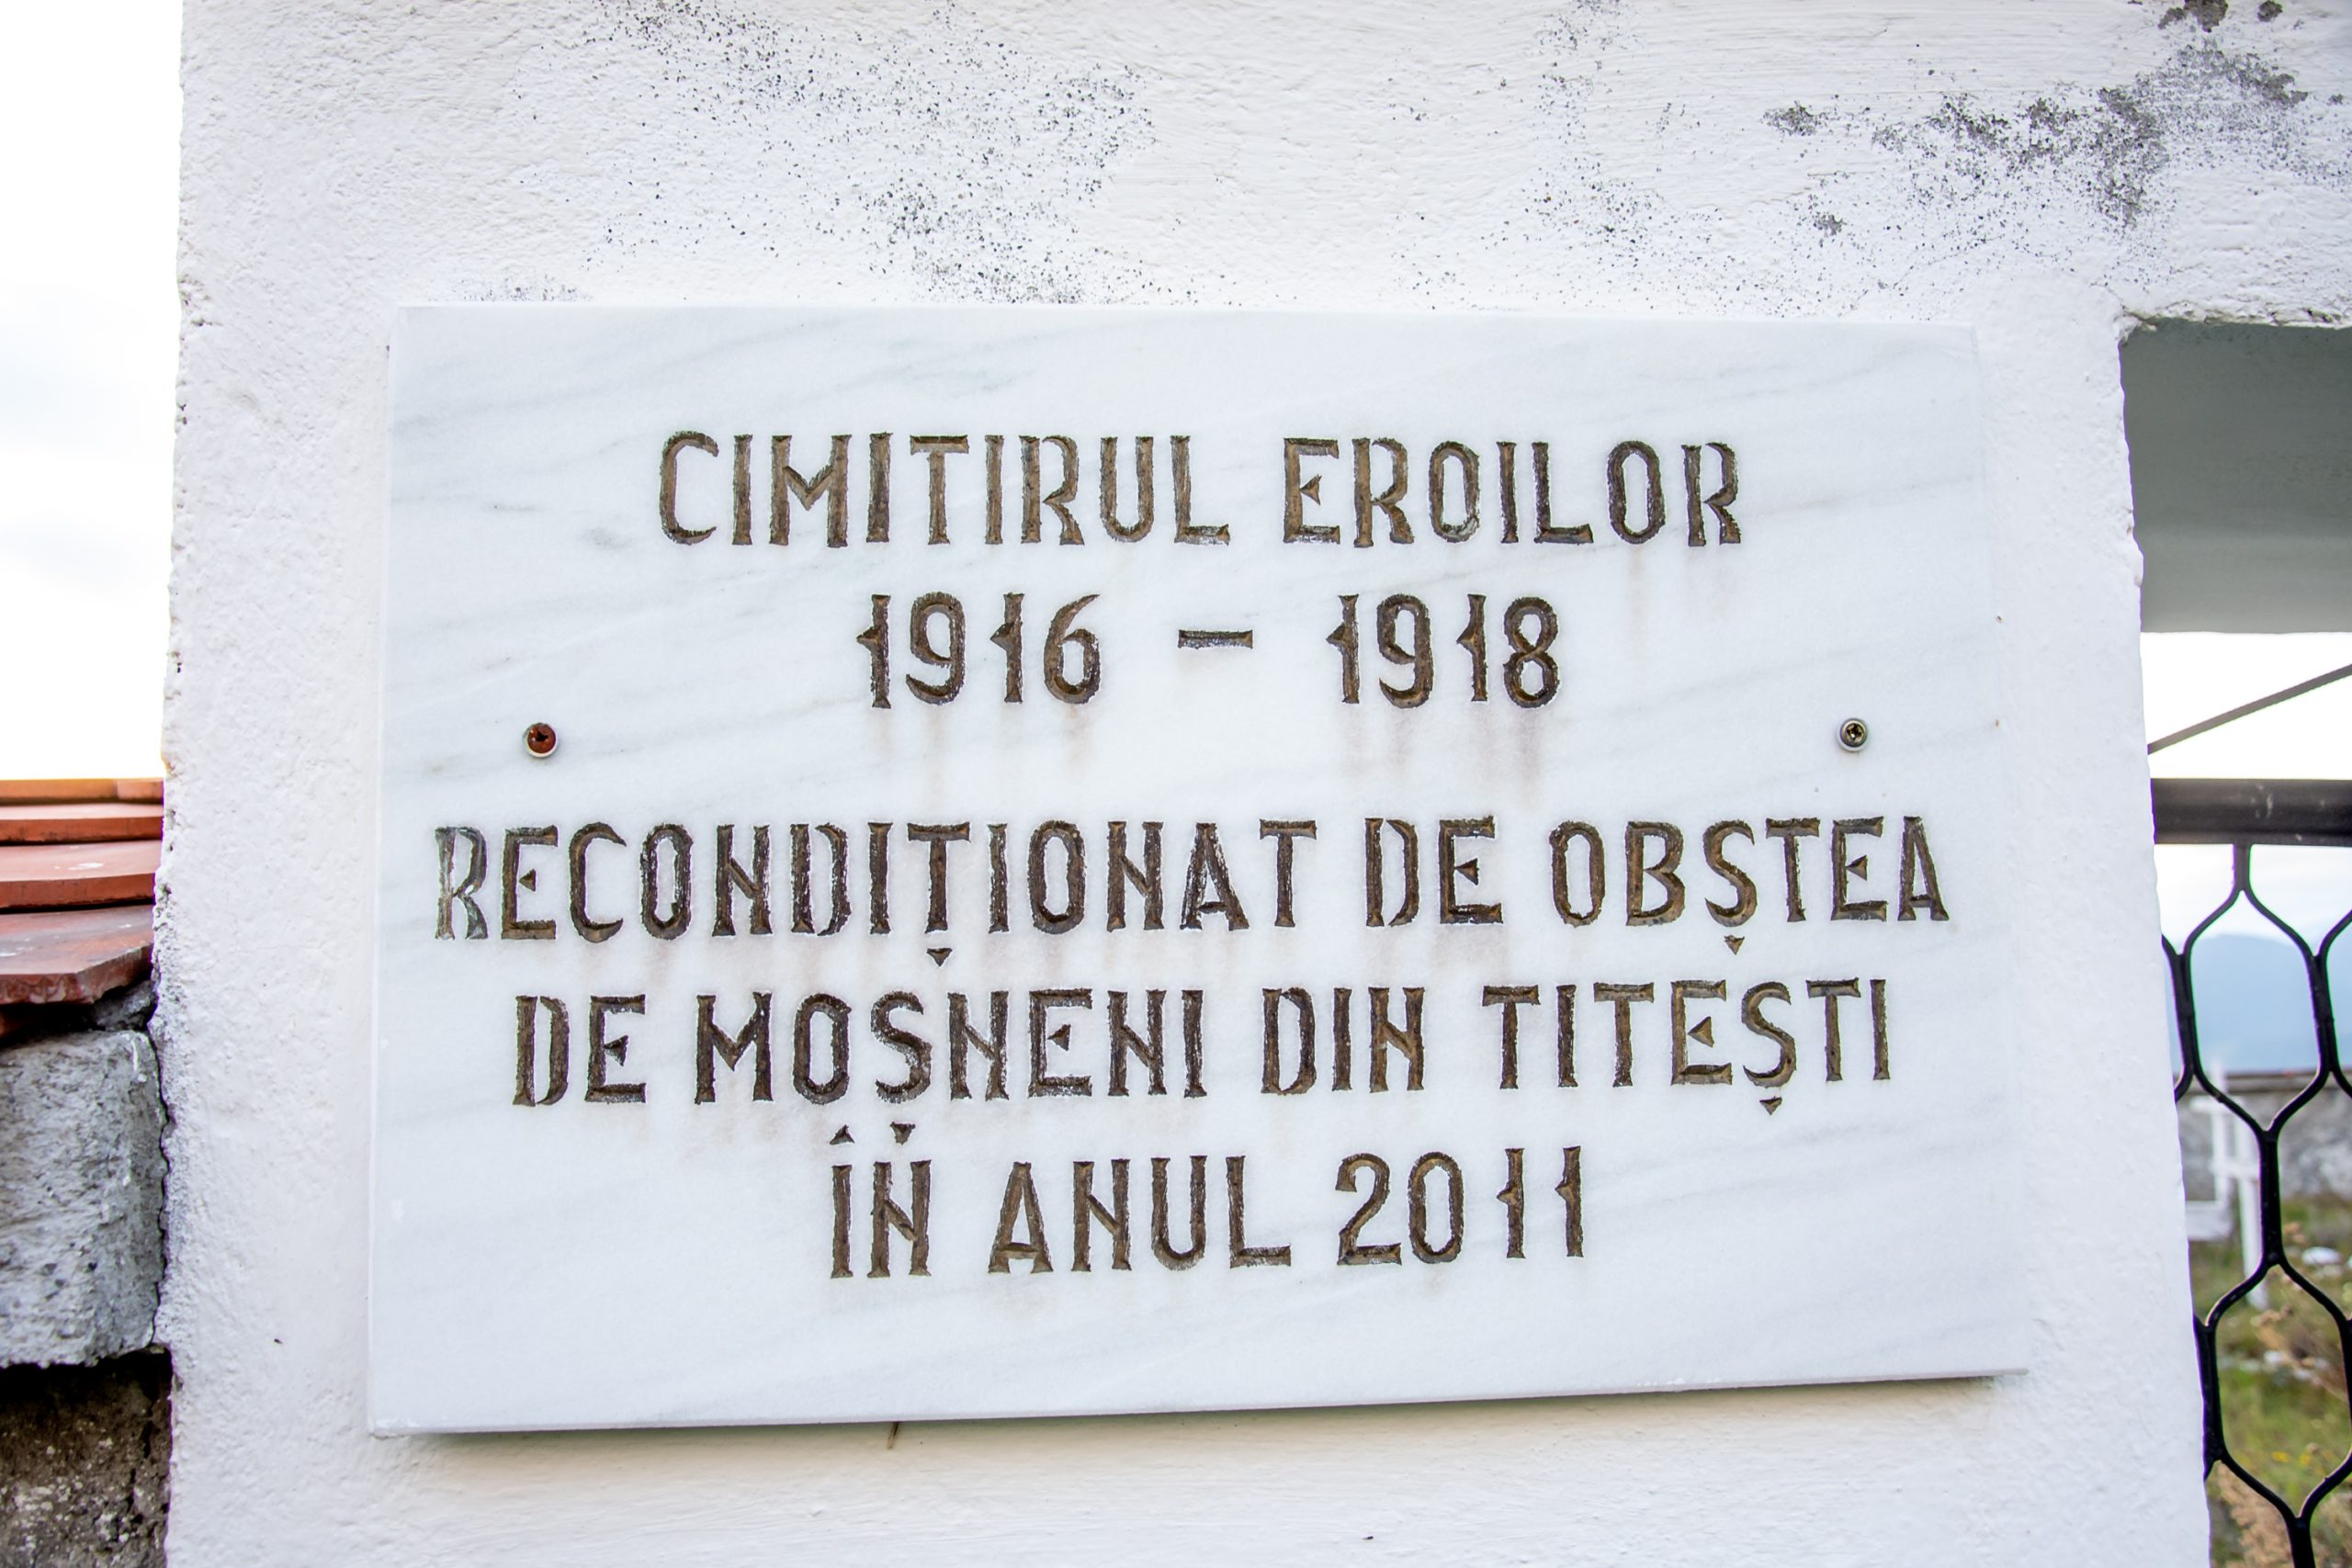 CIMITIRUL EROILOR
1916 - 1918
RECONDIȚIONAT DE OBȘTEA
DE MOȘNENI DIN TITEȘTI
ÎN ANUL 2011